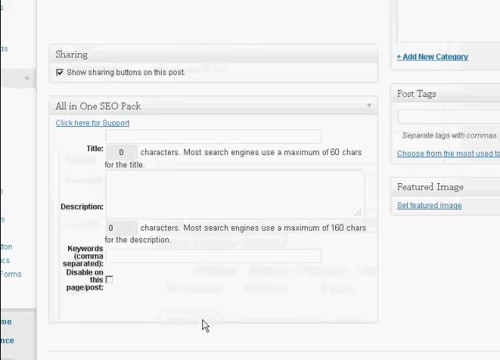 + Add New Category
Sharing
Show sharing buttons on this post.
Post Tags
All in One SEO Pack
Click here for Support
Separate tags with commas
Title:
0 characters. Most search engines use a maximum of 60 chars
for the title.
Choose from the most used ta
Featured Image
Set featured image
Description:
0 characters. Most search engines use a maximum of 160 chars
for the description.
Keywords
(comma
separated):
Disable on
this
page/post:
ds
s
tton
cs
Forms
me
nce